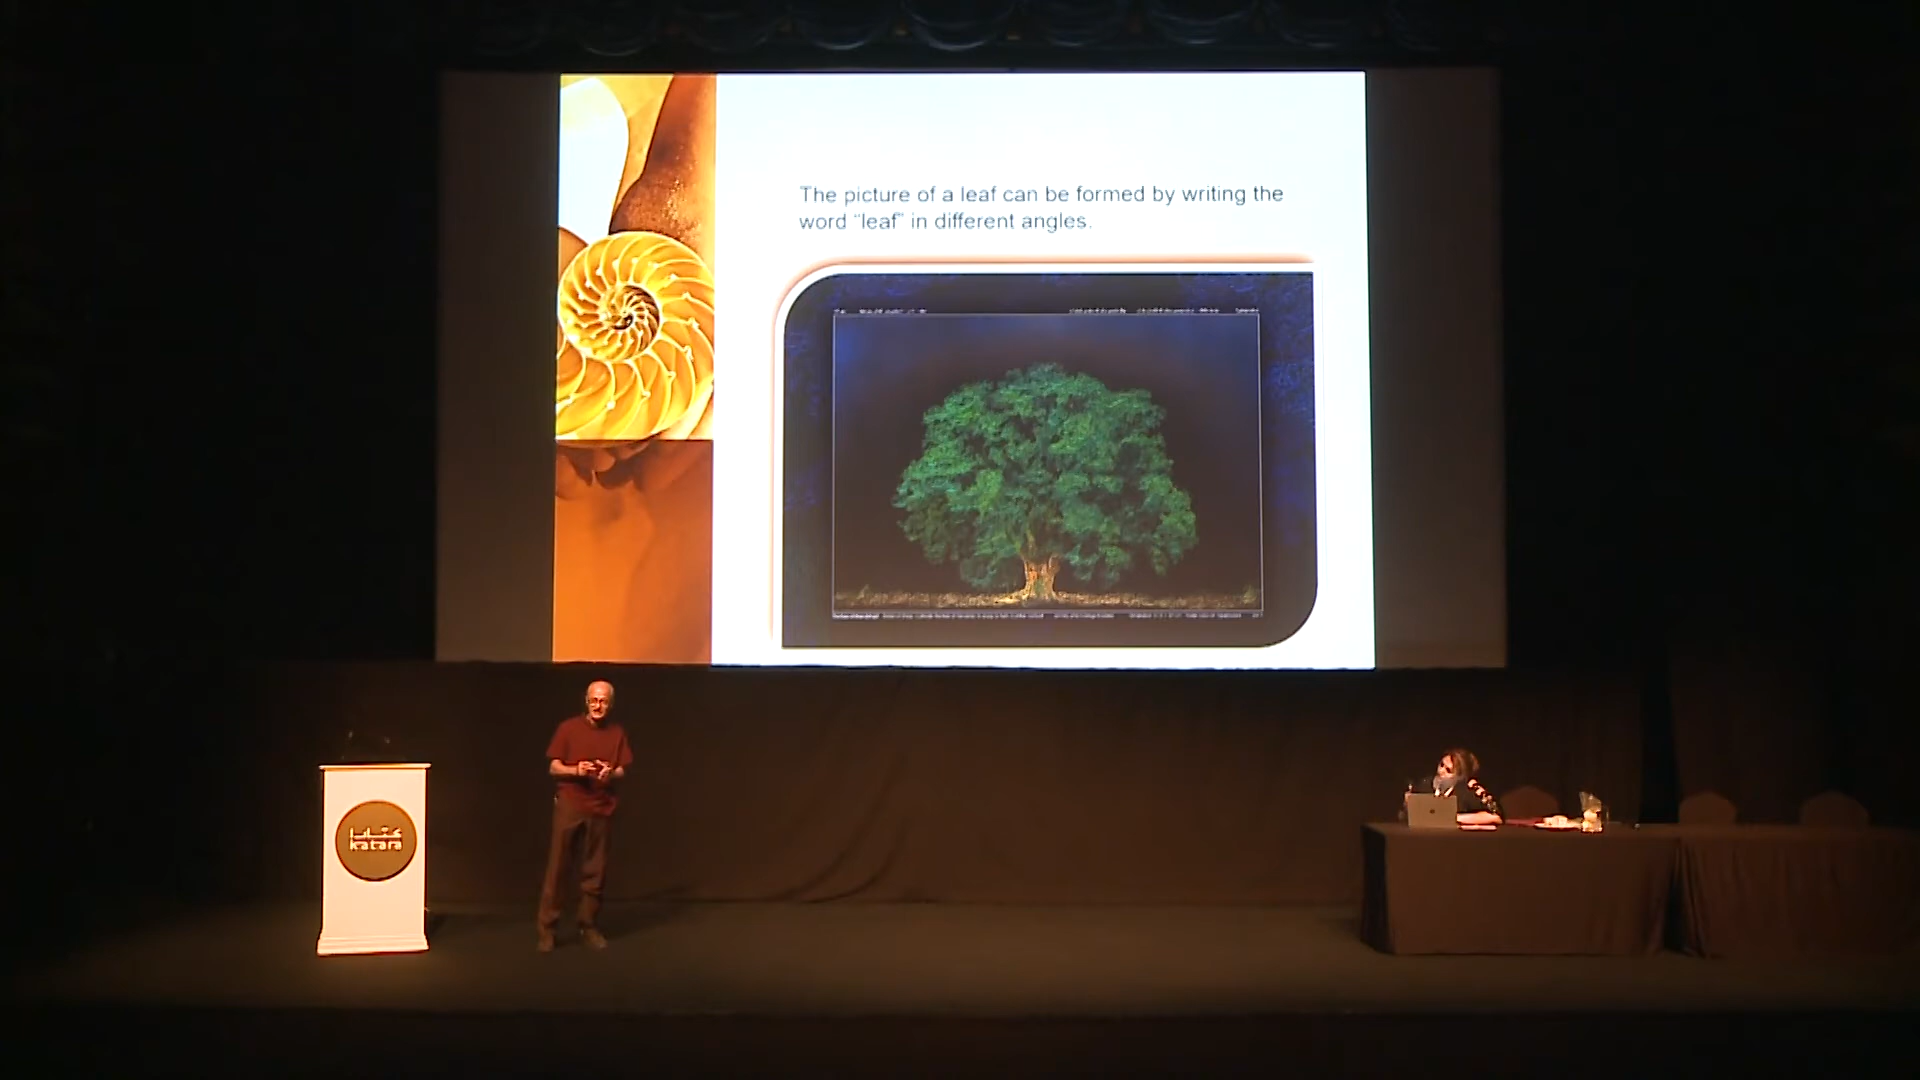 The picture of a leaf can be formed by writing the
word “leaf” in different angles.
كتارا
katara